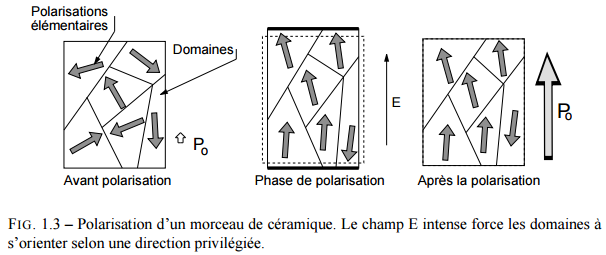 Polarisations
élémentaires
Domaines
P₀
Avant polarisation
E
Phase de polarisation
P₀
Après la polarisation
FIG. 1.3 – Polarisation d'un morceau de céramique. Le champ E intense force les domaines à
s'orienter selon une direction privilégiée.